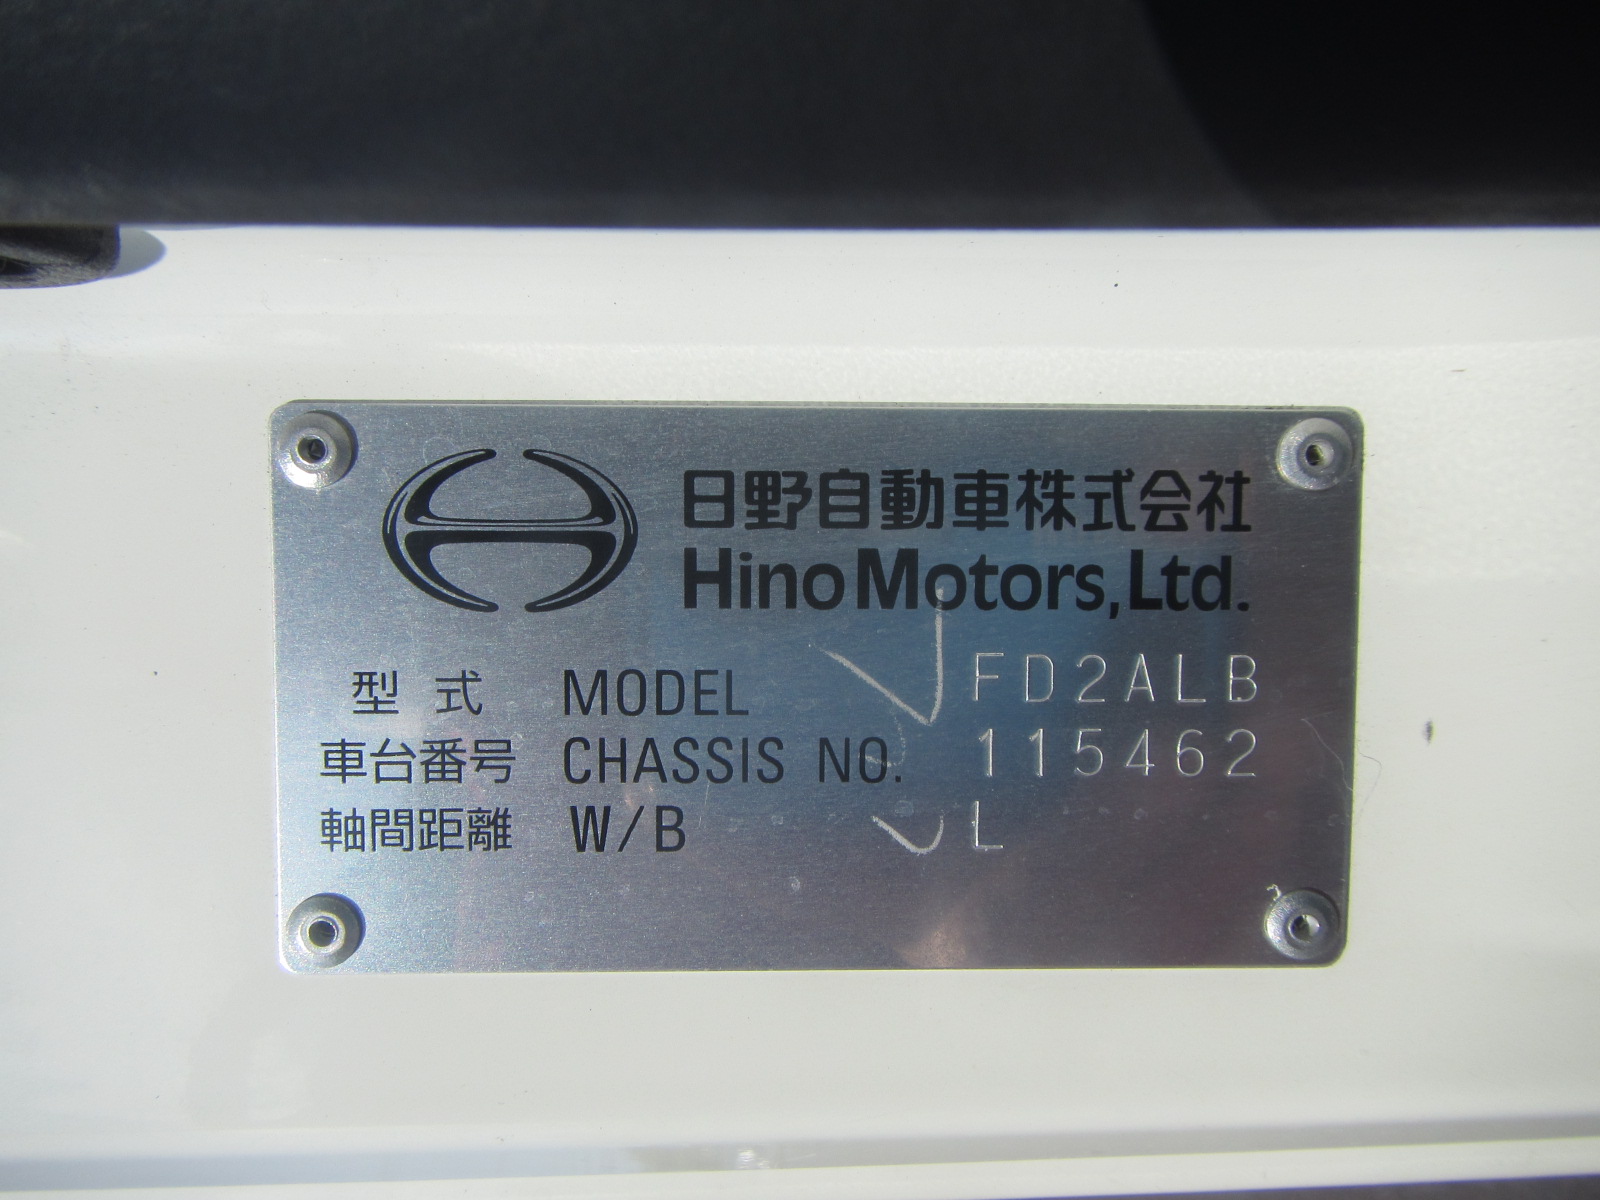 日野自動車株式会社
Hino Motors, Ltd.
型式 MODEL FD2ALB
車台番号 CHASSIS NO. 115462
軸間距離 W/B L